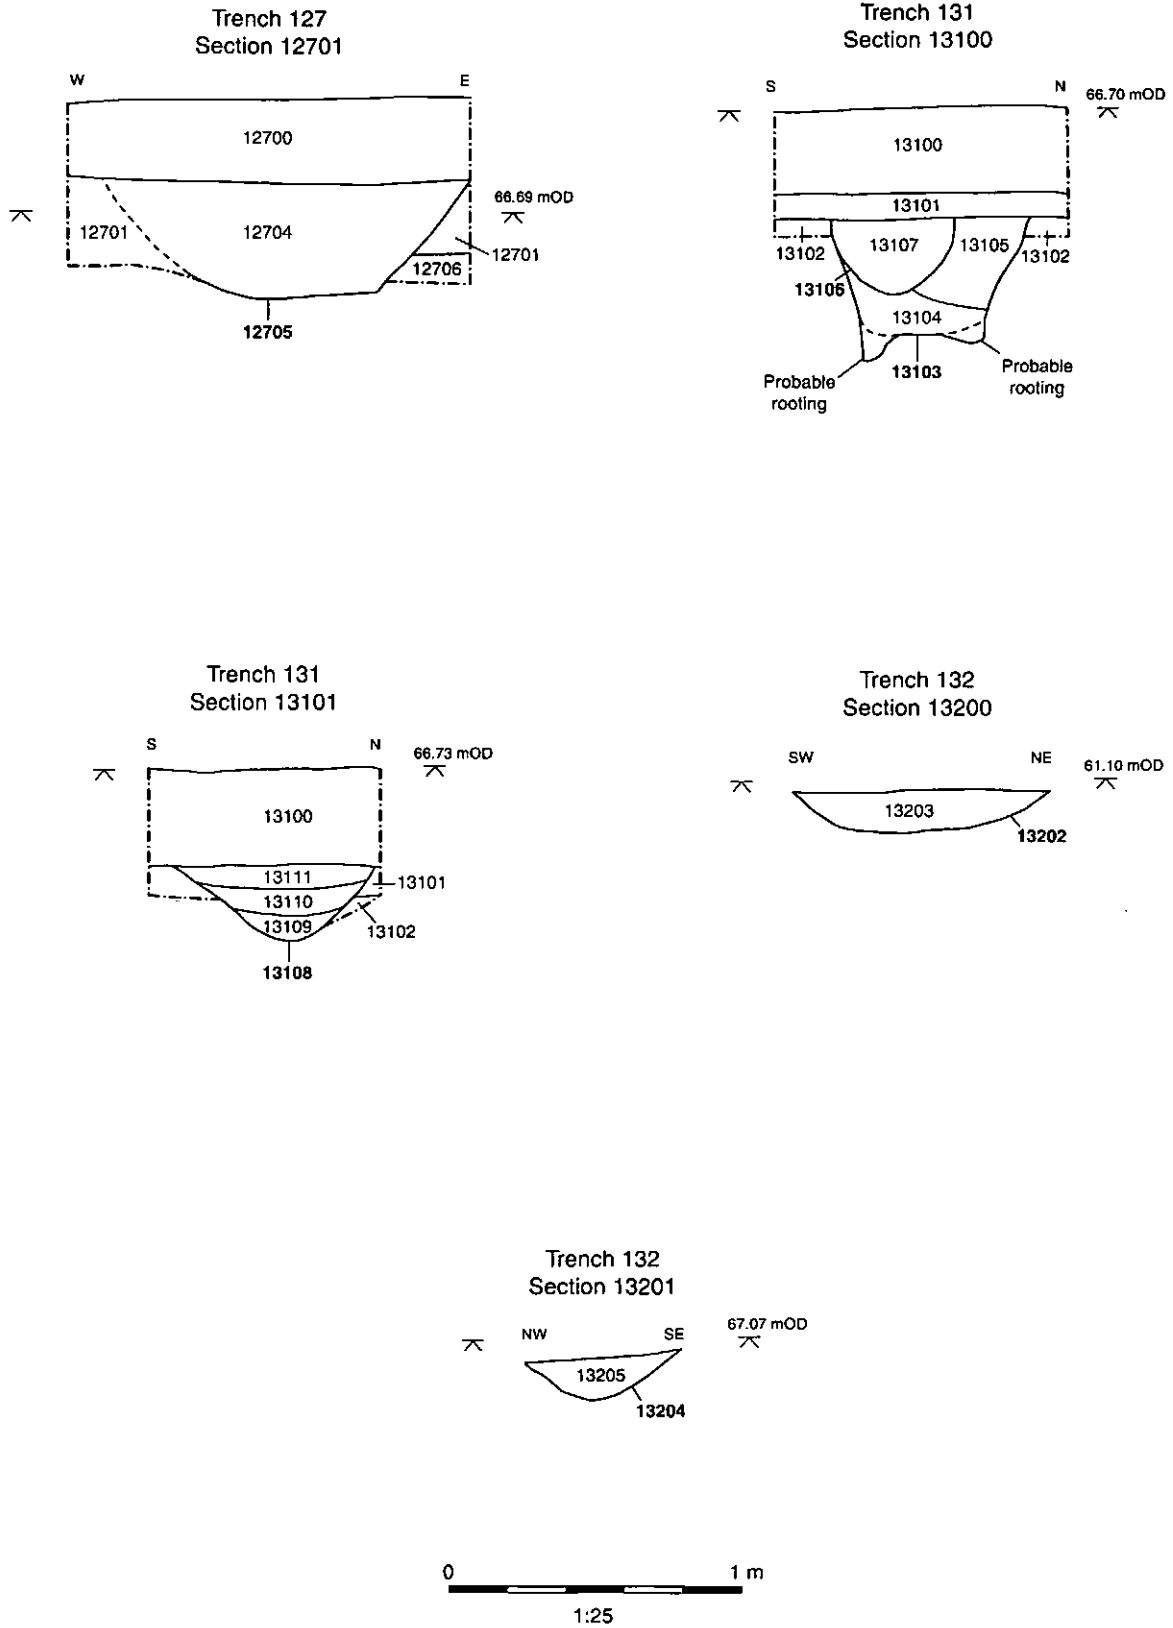 Trench 127
Section 12701
W
E
12700
66.69 mOD
12701
12704
12701
12706
12705
Trench 131
Section 13100
S
N
66.70 mOD
13100
13101
13102
13107
13105
13102
13106
13104
13103
Probable
rooting
Probable
rooting
Trench 131
Section 13101
S
N
66.73 mOD
13100
13111
13101
13110
13109
13102
13108
Trench 132
Section 13200
SW
NE
61.10 mOD
13203
13202
Trench 132
Section 13201
NW
SE
67.07 mOD
13205
13204
0
1 m
1:25